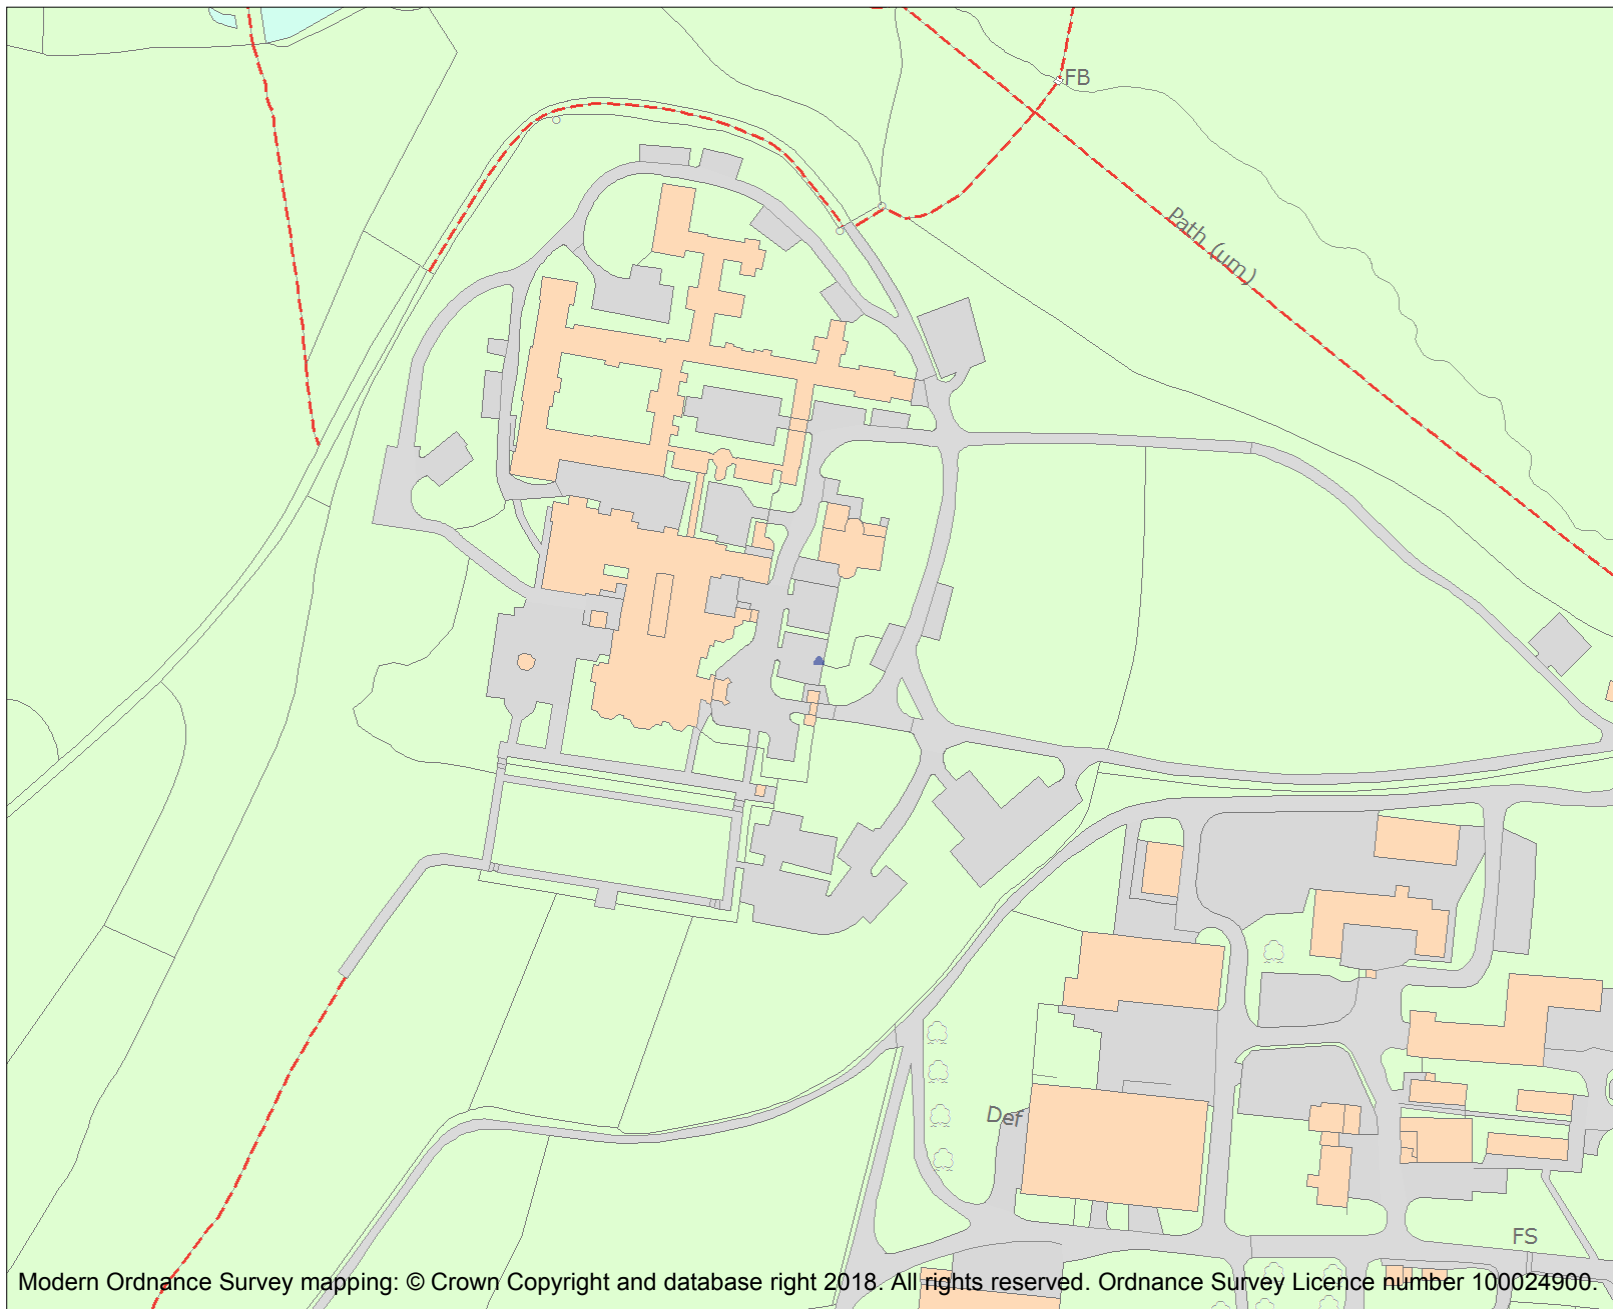 FB
Path (um)
Def
FS
Modern Ordnance Survey mapping: © Crown Copyright and database right 2018. All rights reserved. Ordnance Survey Licence number 100024900.